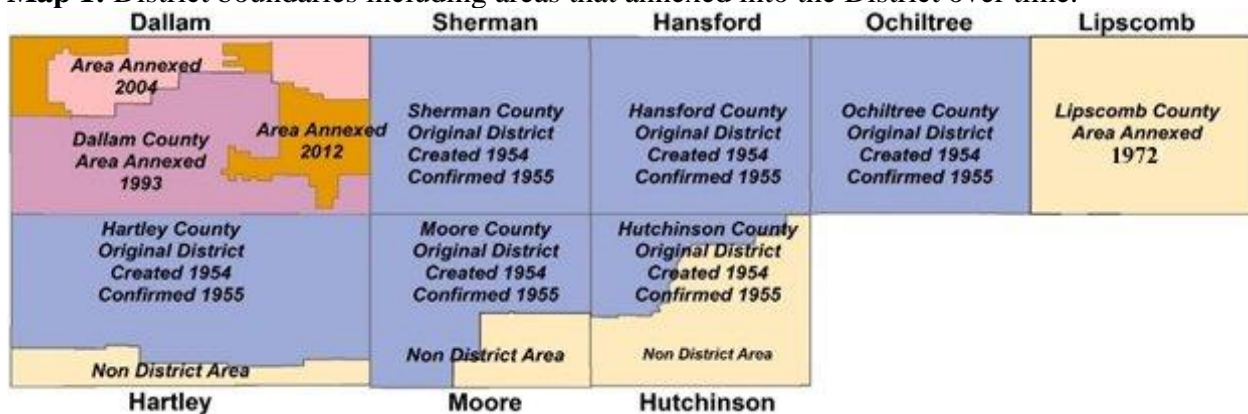 Map 1. District boundaries including areas that annexed into the District over time.
Dallam
Sherman
Hansford
Ochiltree
Lipscomb
Area Annexed
2004
Dallam County
Area Annexed
1993
Area Annexed
2012
Sherman County
Original District
Created 1954
Confirmed 1955
Hansford County
Original District
Created 1954
Confirmed 1955
Ochiltree County
Original District
Created 1954
Confirmed 1955
Lipscomb County
Area Annexed
1972
Hartley County
Original District
Created 1954
Confirmed 1955
Moore County
Original District
Created 1954
Confirmed 1955
Hutchinson County
Original District
Created 1954
Confirmed 1955
Non District Area
Non District Area
Non District Area
Hartley
Moore
Hutchinson